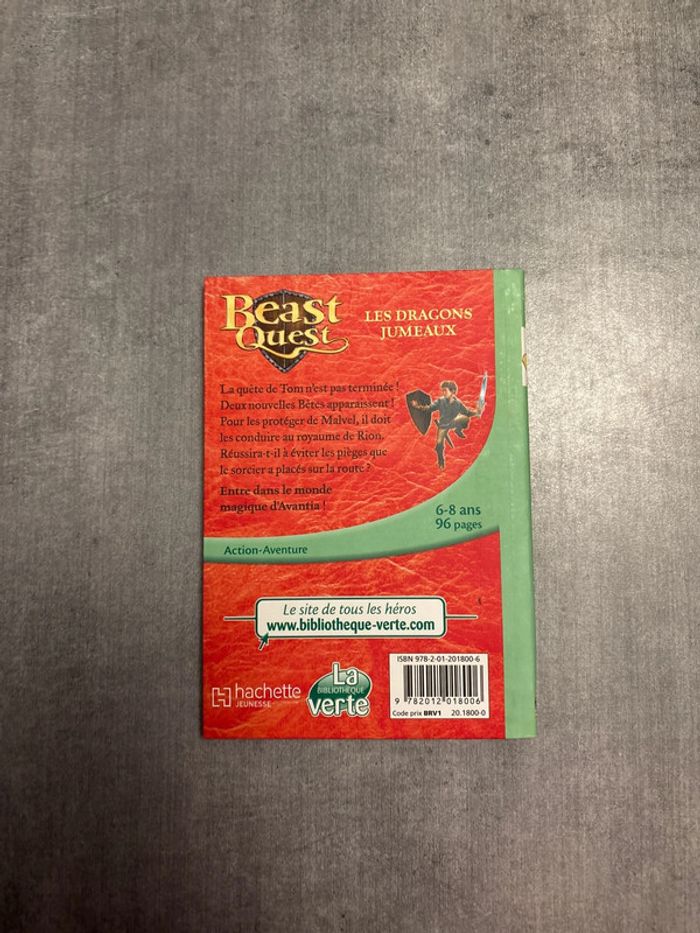 Beast
Quest
LES DRAGONS
JUMEAUX
La quête de Tom n'est pas terminée !
Deux nouvelles Bêtes apparaissent !
Pour les protéger de Malvel, il doit
les conduire au royaume de Rion.
Réussira-t-il à éviter les pièges que
le sorcier a placés sur la route ?
Entre dans le monde
magique d'Avantia !
6-8 ans
96 pages
Action-Aventure
Le site de tous les héros
www.bibliotheque-verte.com
hachette
JEUNESSE
La
BIBLIOTHÈQUE
verte
ISBN 978-2-01-201800-6
9 782012 018006
Code prix BRV1 20.1800-0